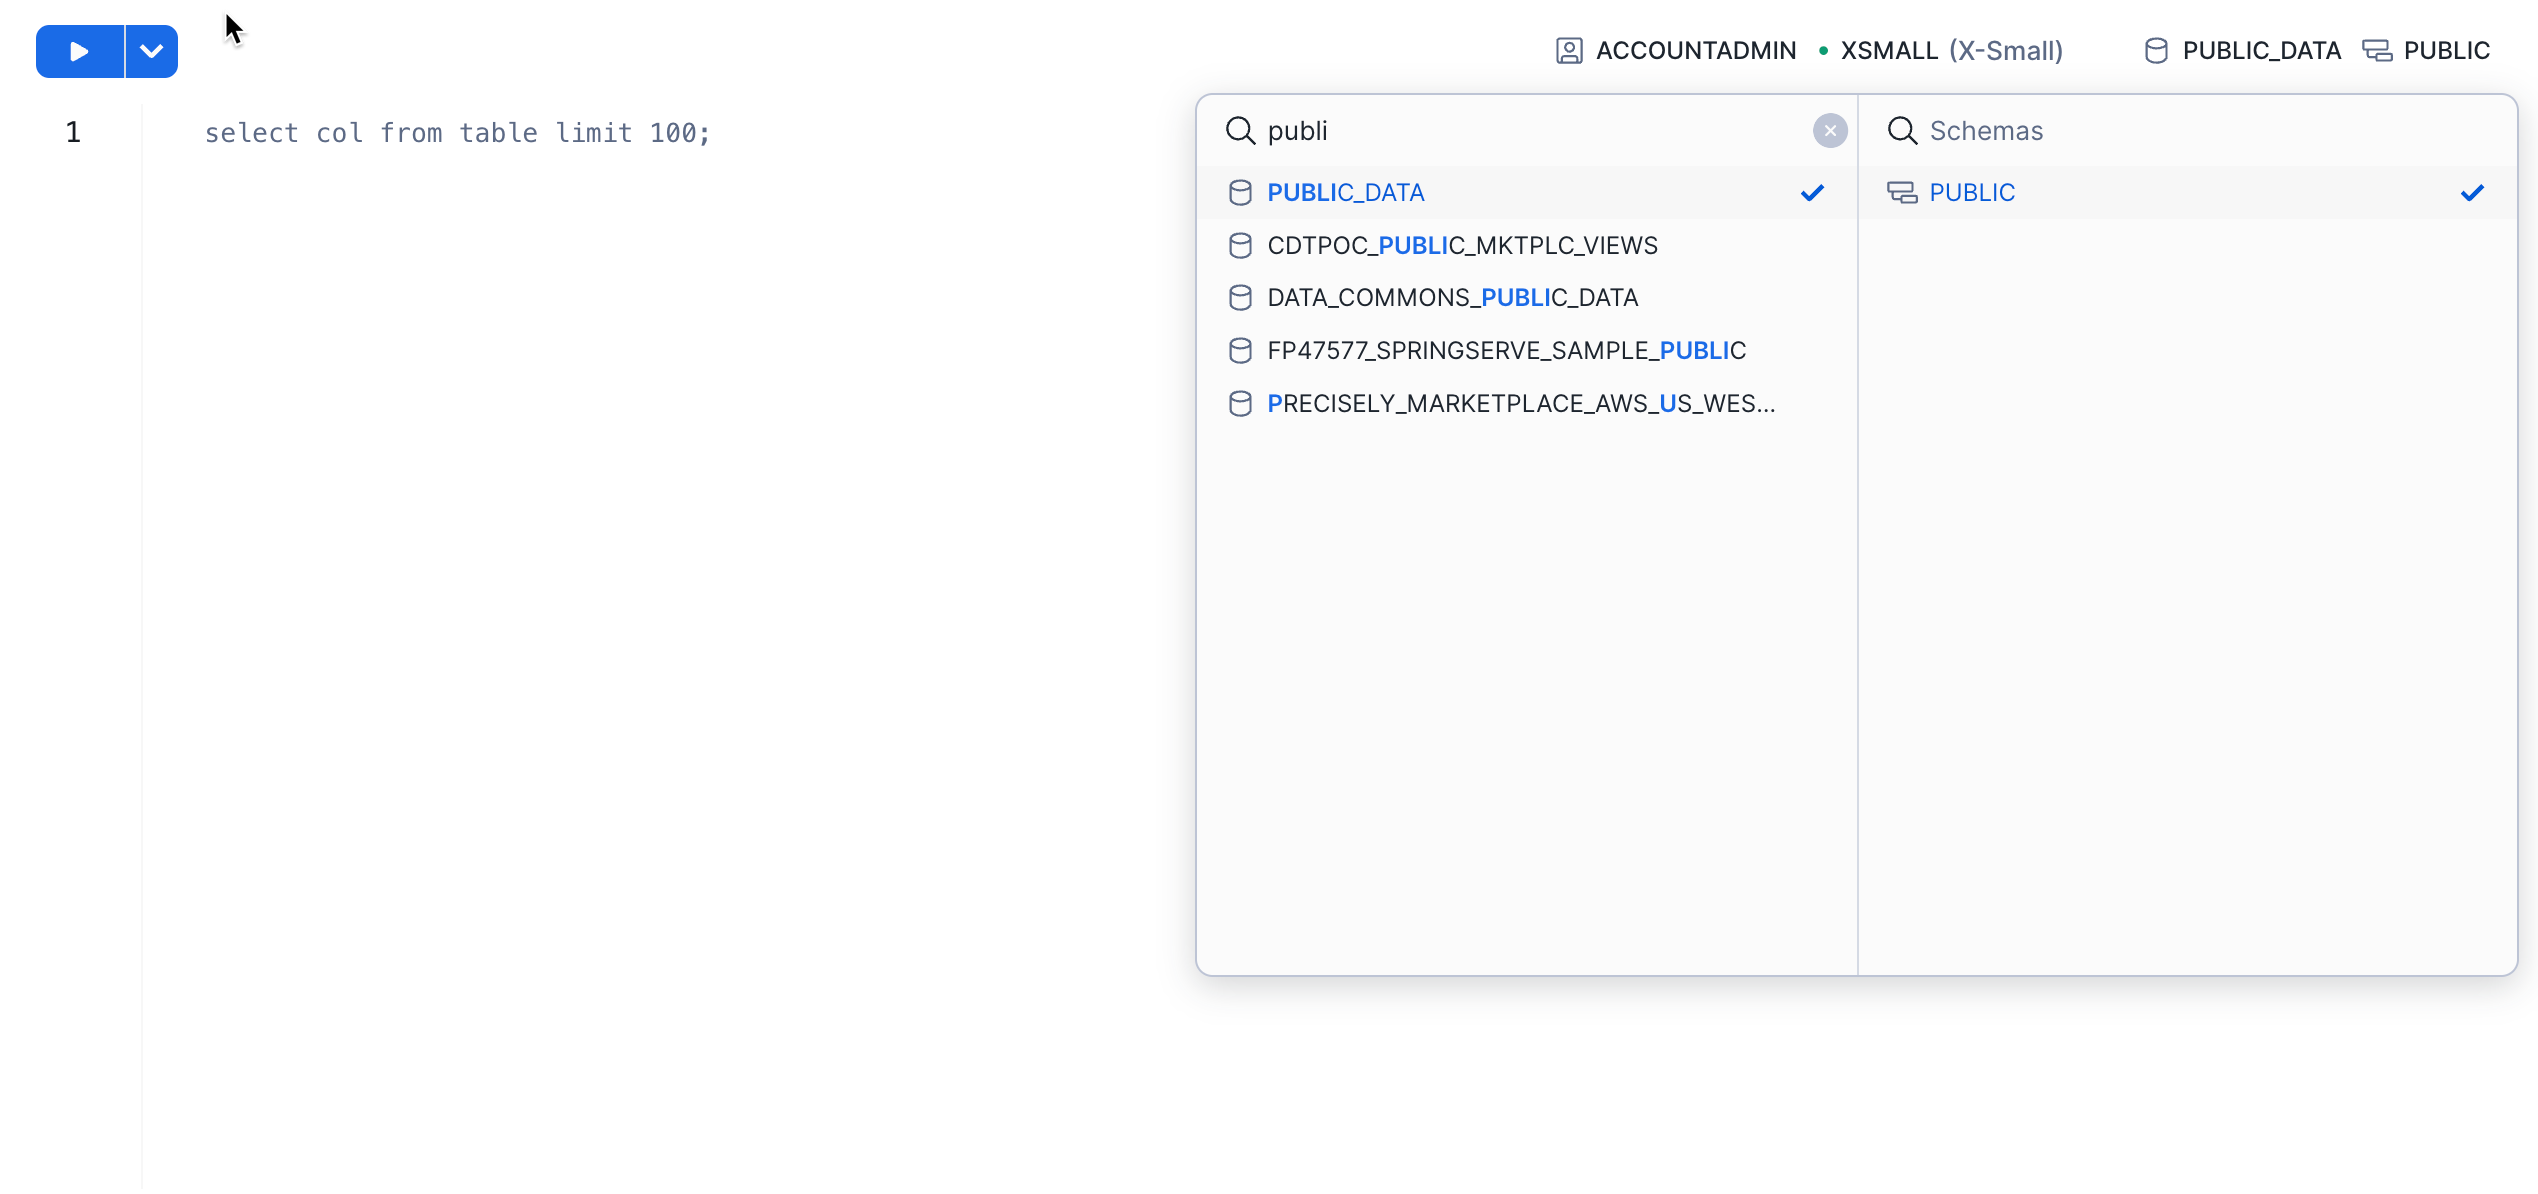 ACCOUNTADMIN XSMALL (X-Small) PUBLIC_DATA PUBLIC
1 select col from table limit 100;
publi
PUBLIC_DATA
CDTPOC_PUBLIC_MKTPLC_VIEWS
DATA_COMMONS_PUBLIC_DATA
FP47577_SPRINGSERVE_SAMPLE_PUBLIC
PRECISELY_MARKETPLACE_AWS_US_WES...
Schemas
PUBLIC